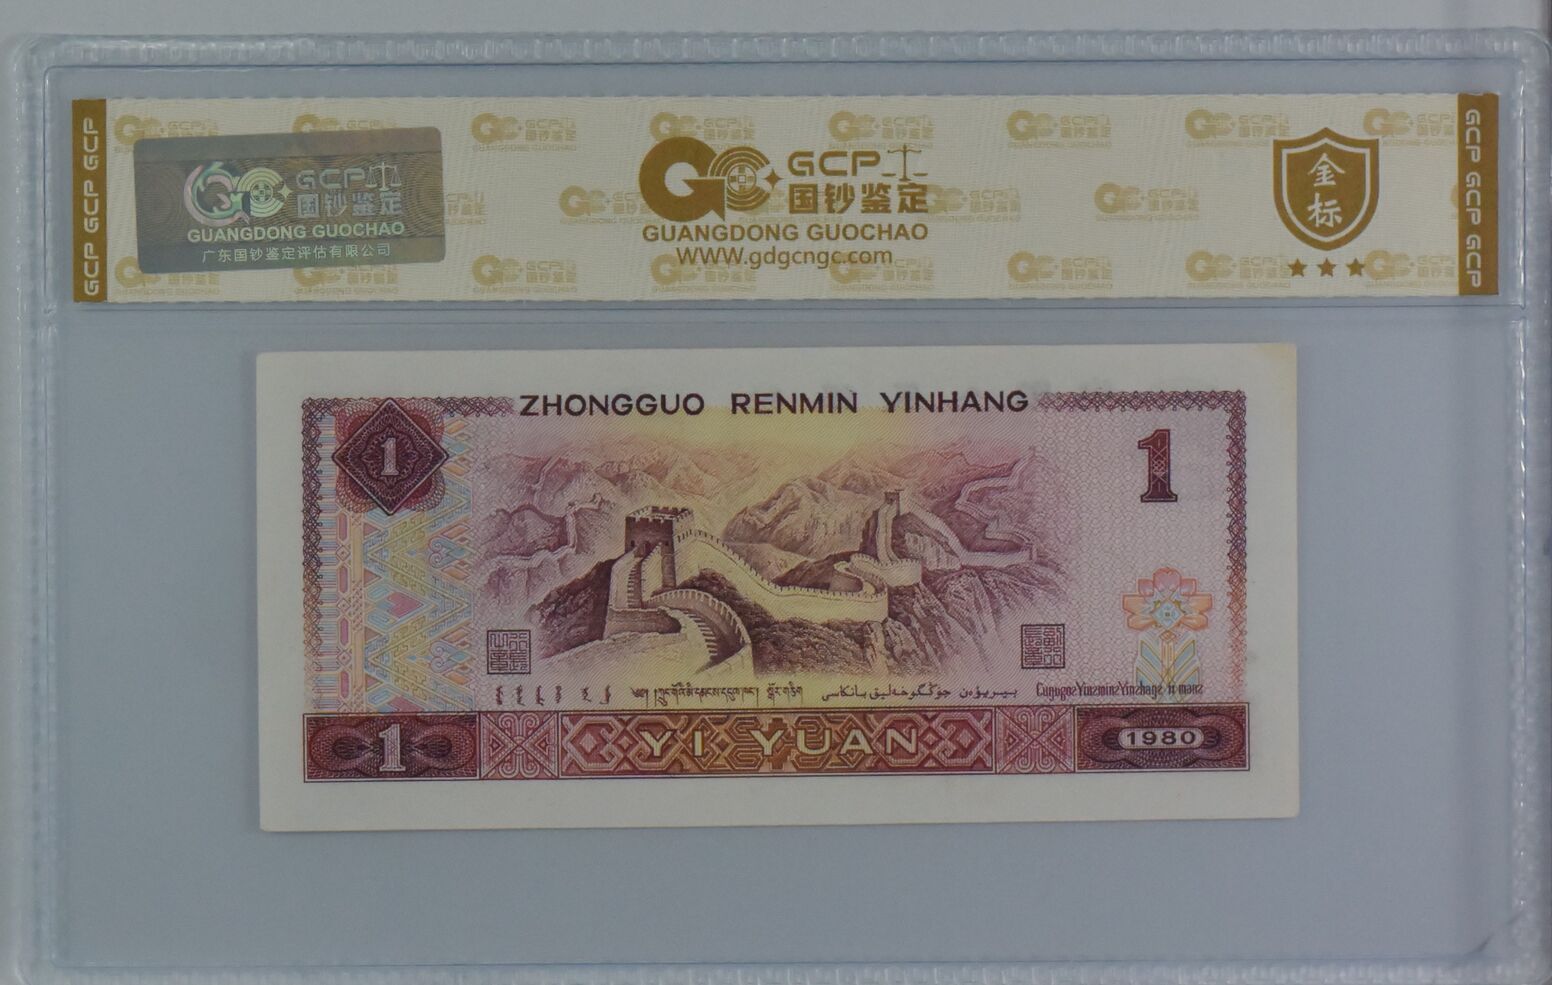 GCP GCP GCP
GCP 国钞鉴定
GUANGDONG GUOCHAO
广东国钞鉴定评估有限公司
GCP
国钞鉴定
GUANGDONG GUOCHAO
WWW.gdgcngc.com
金标
GCP GCP GCP
ZHONGGUO RENMIN YINHANG
1
1
1
YI YUAN
1980